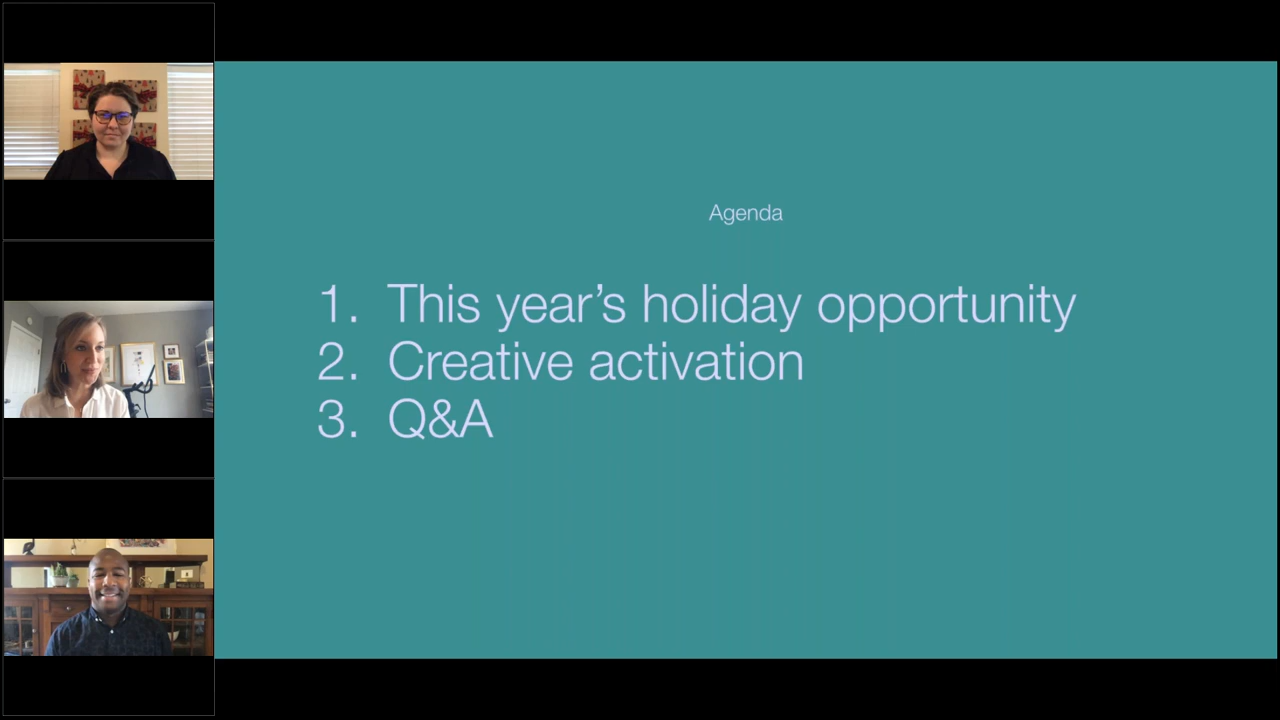 Agenda
1. This year’s holiday opportunity
2. Creative activation
3. Q&A